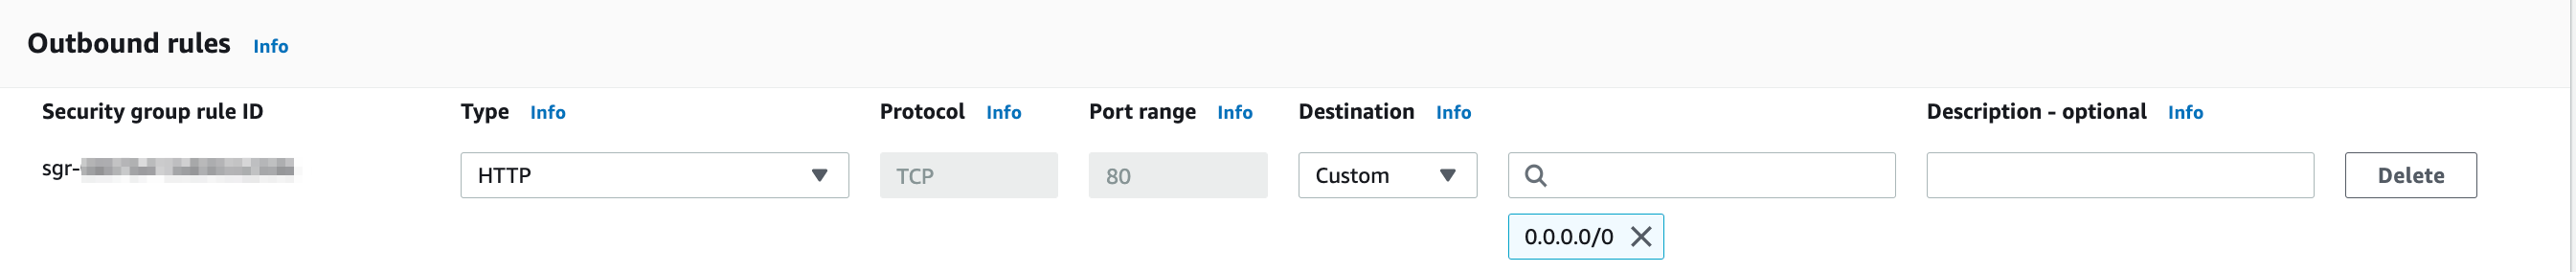 Outbound rules Info
Security group rule ID Type Info Protocol Info Port range Info Destination Info Description - optional Info
sgr- HTTP TCP 80 Custom Delete
0.0.0.0/0